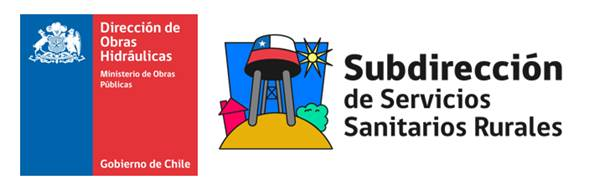 Dirección de
Obras
Hidráulicas
Ministerio de Obras
Públicas
Gobierno de Chile
Subdirección
de Servicios
Sanitarios Rurales